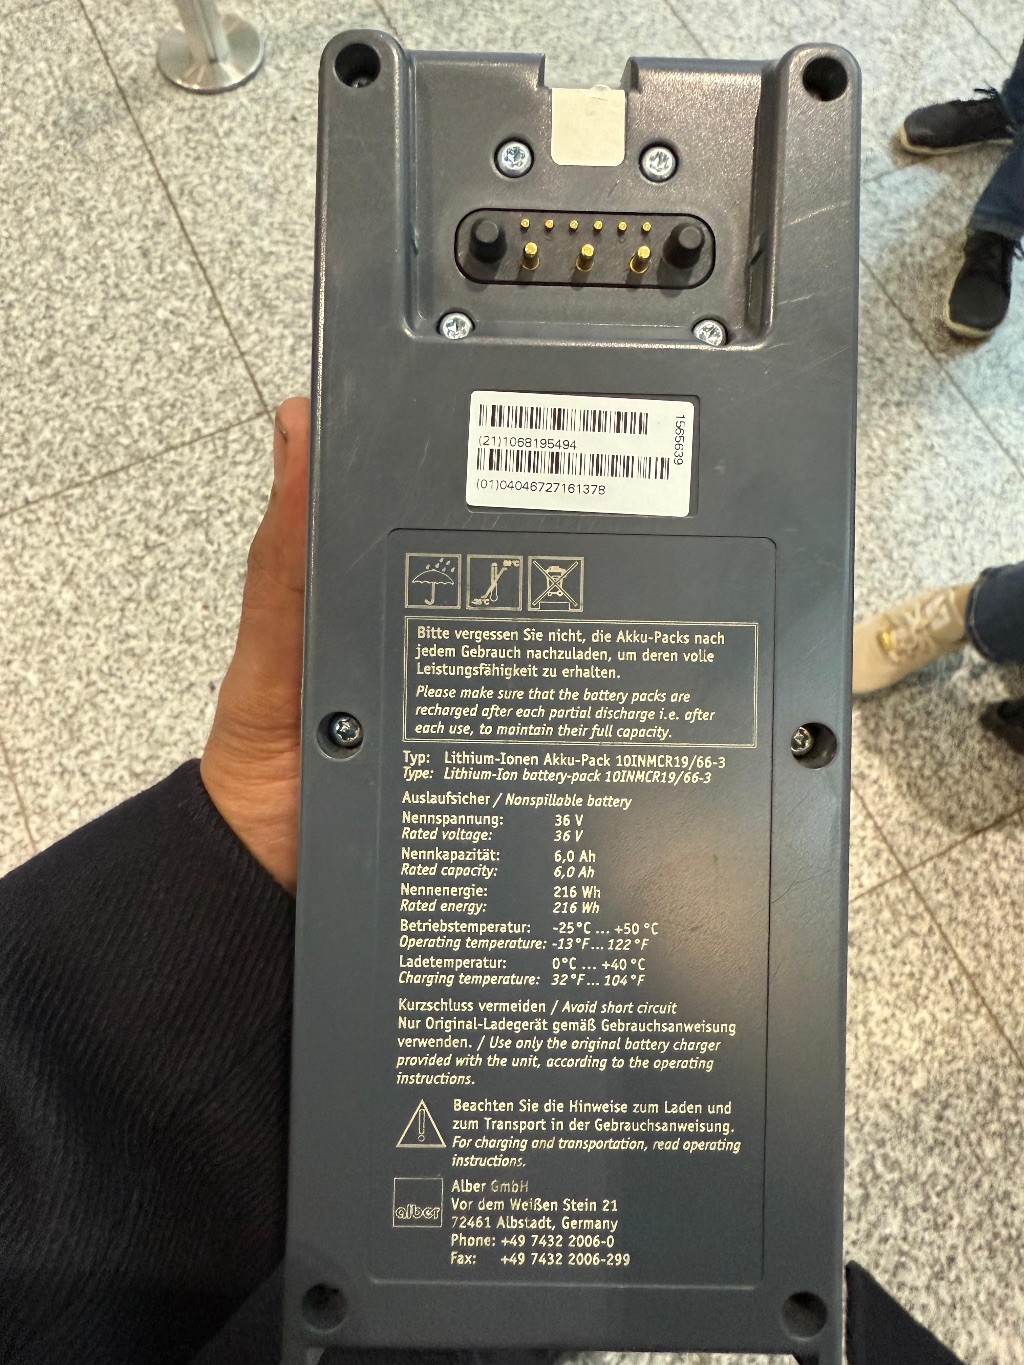 1565639
(21)1068195494
(01)04046727161378
Bitte vergessen Sie nicht, die Akku-Packs nach
jedem Gebrauch nachzuladen, um deren volle
Leistungsfähigkeit zu erhalten.
Please make sure that the battery packs are
recharged after each partial discharge i.e. after
each use, to maintain their full capacity.
Typ: Lithium-Ionen Akku-Pack 10INMCR19/66-3
Type: Lithium-Ion battery-pack 10INMCR19/66-3
Auslaufsicher / Nonspillable battery
Nennspannung: 36 V
Rated voltage: 36 V
Nennkapazität: 6,0 Ah
Rated capacity: 6,0 Ah
Nennenergie: 216 Wh
Rated energy: 216 Wh
Betriebstemperatur: -25°C ... +50 °C
Operating temperature: -13°F... 122°F
Ladetemperatur: 0°C ... +40 °C
Charging temperature: 32°F... 104°F
Kurzschluss vermeiden / Avoid short circuit
Nur Original-Ladegerät gemäß Gebrauchsanweisung
verwenden. / Use only the original battery charger
provided with the unit, according to the operating
instructions.
Beachten Sie die Hinweise zum Laden und
zum Transport in der Gebrauchsanweisung.
For charging and transportation, read operating
instructions.
alber
Alber GmbH
Vor dem Weißen Stein 21
72461 Albstadt, Germany
Phone: +49 7432 2006-0
Fax: +49 7432 2006-299